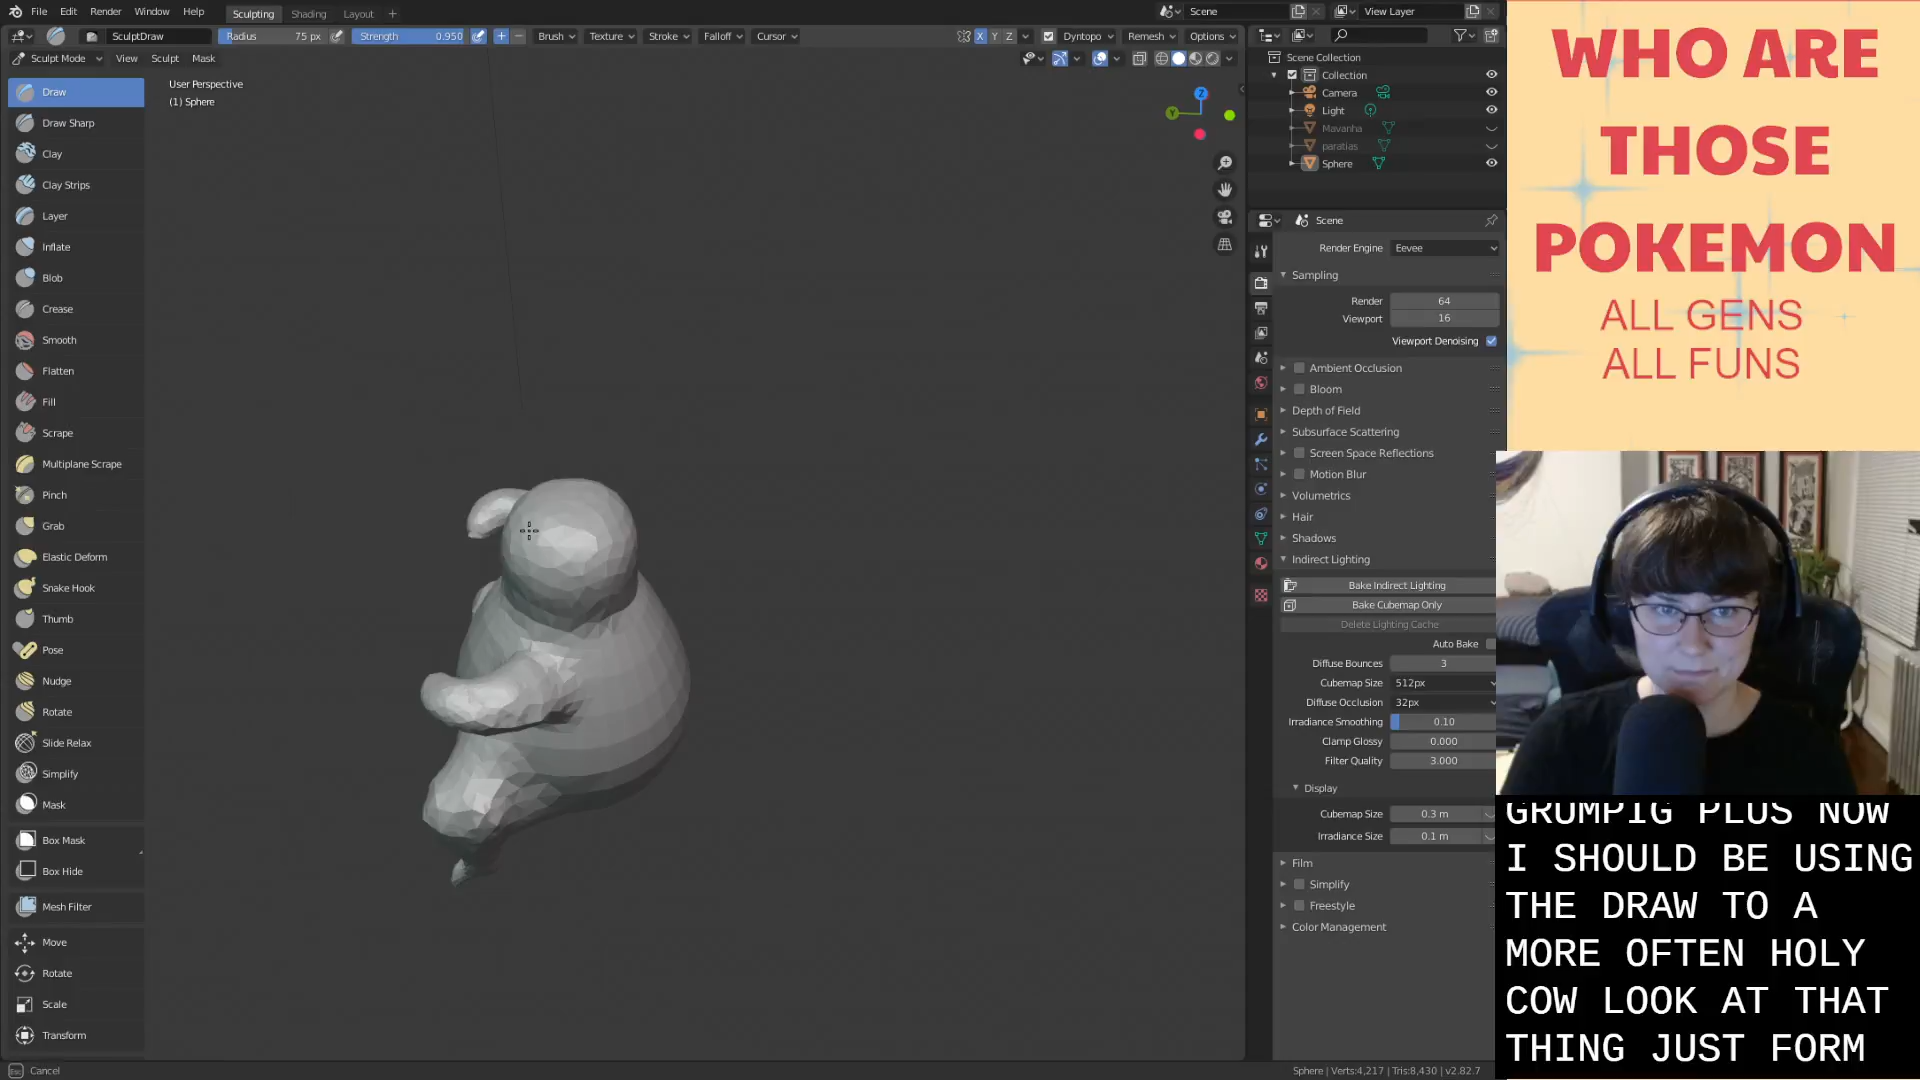 File Edit Render Window Help Sculpting Shading Layout + Scene View Layer
SculptDraw Radius 75 px Strength 0.950 + − Brush Texture Stroke Falloff Cursor X Y Z Dyntopo Remesh Options
Sculpt Mode View Sculpt Mask
User Perspective
(1) Sphere
Draw
Draw Sharp
Clay
Clay Strips
Layer
Inflate
Blob
Crease
Smooth
Flatten
Fill
Scrape
Multiplane Scrape
Pinch
Grab
Elastic Deform
Snake Hook
Thumb
Pose
Nudge
Rotate
Slide Relax
Simplify
Mask
Box Mask
Box Hide
Mesh Filter
Move
Rotate
Scale
Transform
Cancel
Z
Y
Scene Collection
Collection
Camera
Light
Mavanha
paratias
Sphere
Scene
Render Engine Eevee
Sampling
Render 64
Viewport 16
Viewport Denoising
Ambient Occlusion
Bloom
Depth of Field
Subsurface Scattering
Screen Space Reflections
Motion Blur
Volumetrics
Hair
Shadows
Indirect Lighting
Bake Indirect Lighting
Bake Cubemap Only
Delete Lighting Cache
Auto Bake
Diffuse Bounces 3
Cubemap Size 512px
Diffuse Occlusion 32px
Irradiance Smoothing 0.10
Clamp Glossy 0.000
Filter Quality 3.000
Display
Cubemap Size 0.3 m
Irradiance Size 0.1 m
Film
Simplify
Freestyle
Color Management
Sphere | Verts:4,217 | Tris:8,430 | v2.82.7
WHO ARE
THOSE
POKEMON
ALL GENS
ALL FUNS
GRUMPIG PLUS NOW
I SHOULD BE USING
THE DRAW TO A
MORE OFTEN HOLY
COW LOOK AT THAT
THING JUST FORM